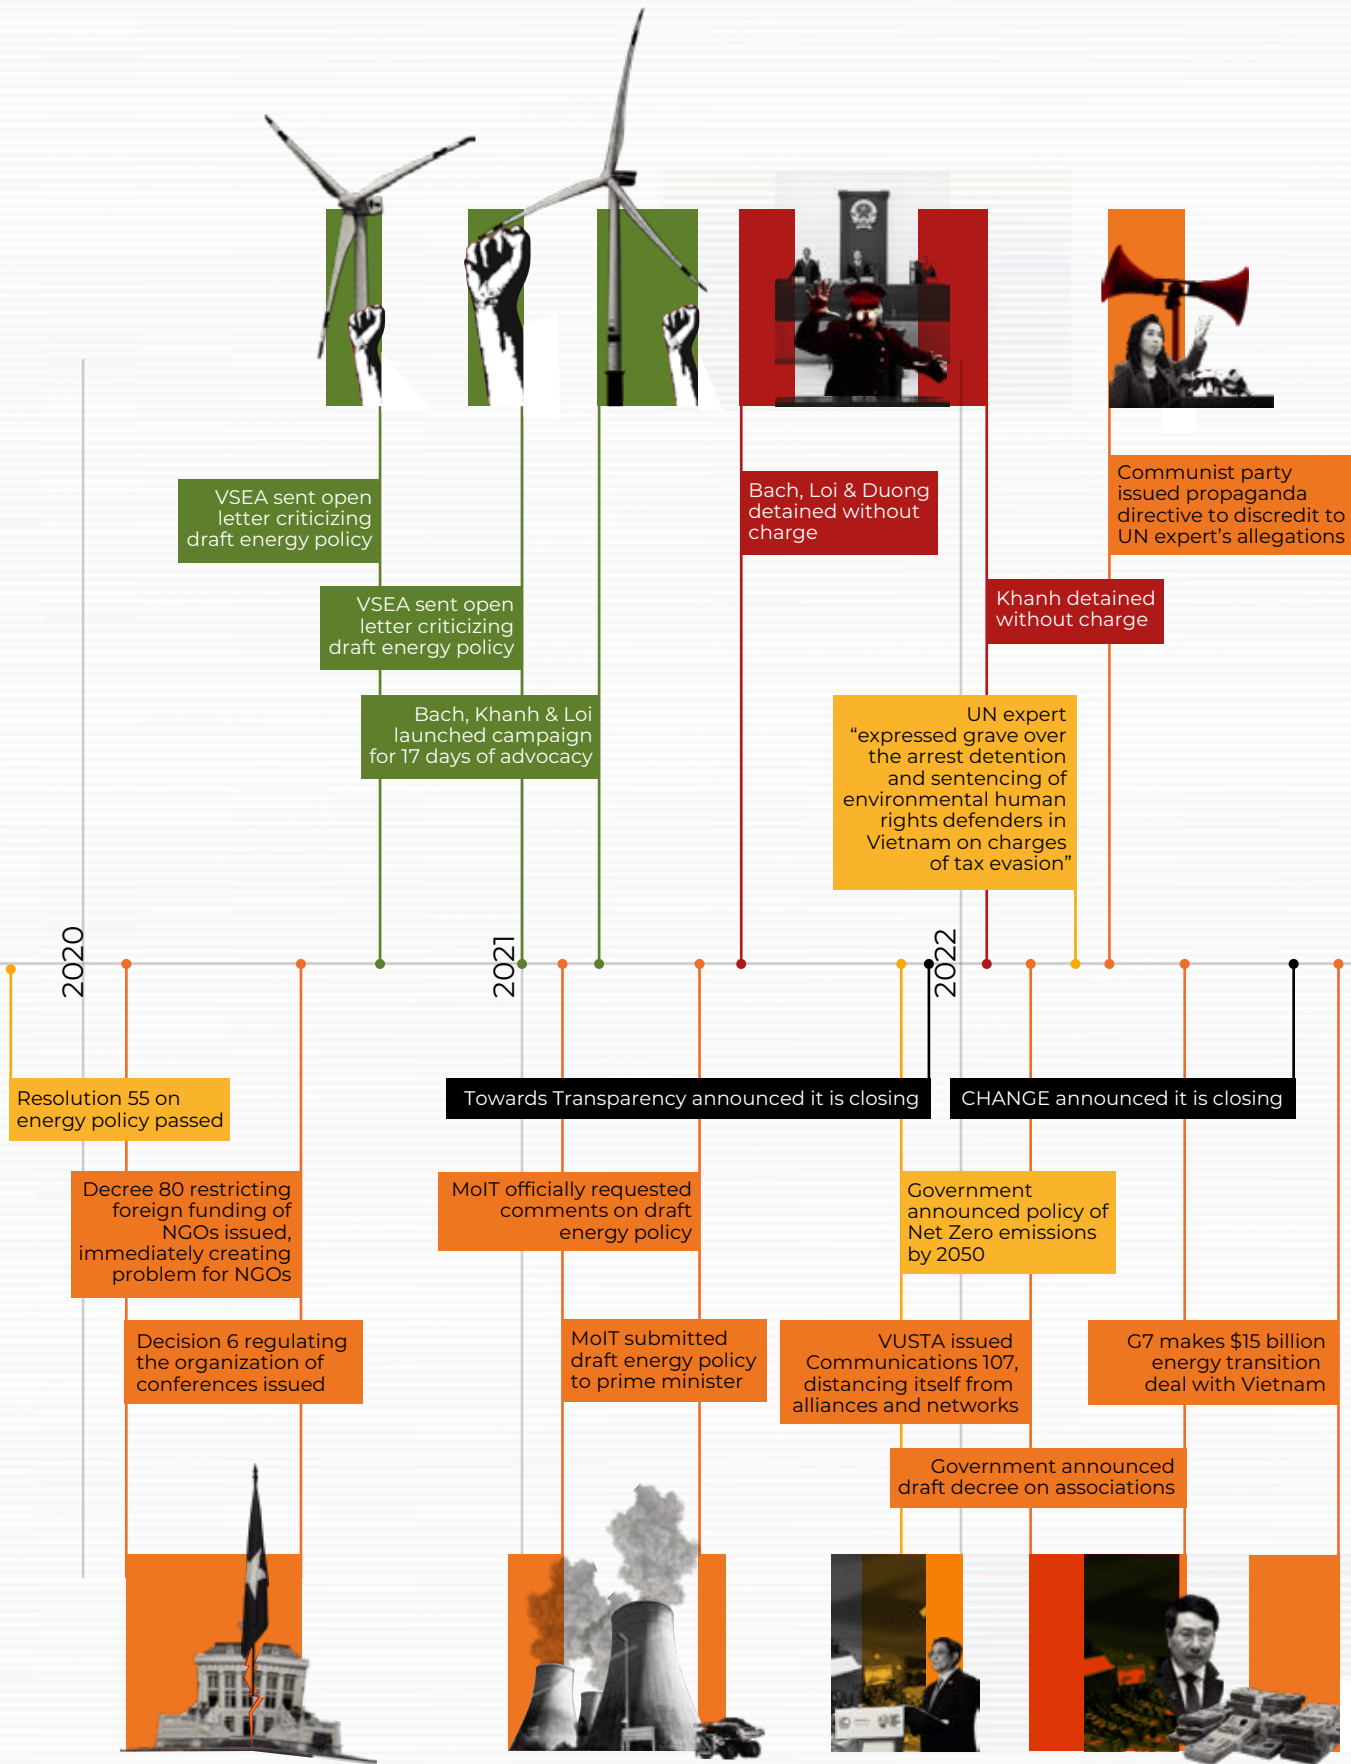 VSEA sent open
letter criticizing
draft energy policy
VSEA sent open
letter criticizing
draft energy policy
Bach, Khanh & Loi
launched campaign
for 17 days of advocacy
Bach, Loi & Duong
detained without
charge
Communist party
issued propaganda
directive to discredit to
UN expert’s allegations
Khanh detained
without charge
UN expert
“expressed grave over
the arrest detention
and sentencing of
environmental human
rights defenders in
Vietnam on charges
of tax evasion”
2020
2021
2022
Resolution 55 on
energy policy passed
Towards Transparency announced it is closing
CHANGE announced it is closing
Decree 80 restricting
foreign funding of
NGOs issued,
immediately creating
problem for NGOs
MoIT officially requested
comments on draft
energy policy
Government
announced policy of
Net Zero emissions
by 2050
Decision 6 regulating
the organization of
conferences issued
MoIT submitted
draft energy policy
to prime minister
VUSTA issued
Communications 107,
distancing itself from
alliances and networks
G7 makes $15 billion
energy transition
deal with Vietnam
Government announced
draft decree on associations